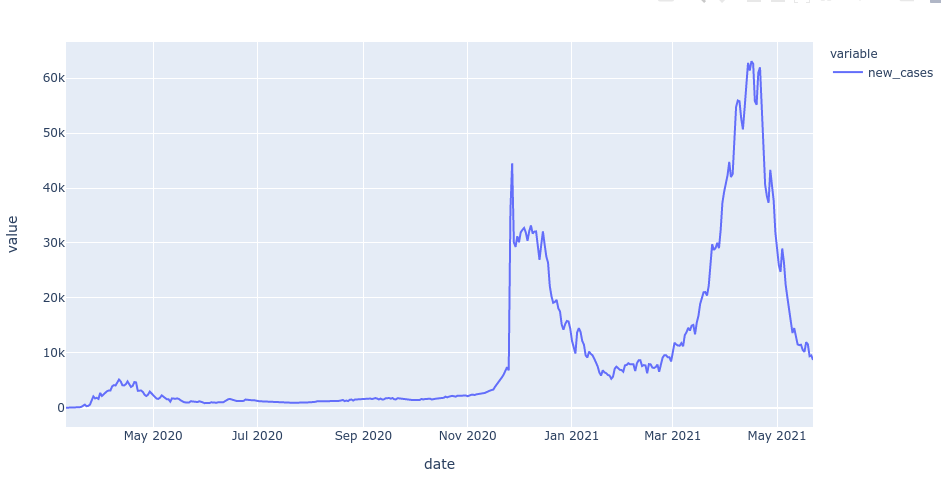 variable
new_cases
60k
50k
40k
30k
20k
10k
0
value
May 2020
Jul 2020
Sep 2020
Nov 2020
Jan 2021
Mar 2021
May 2021
date